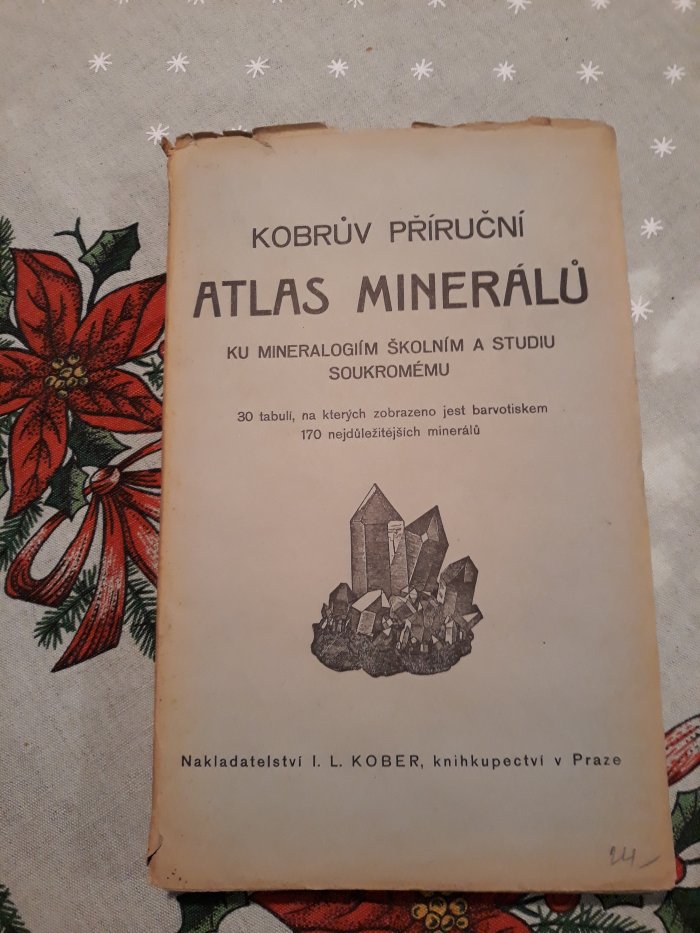 KOBRŮV PŘÍRUČNÍ
ATLAS MINERÁLŮ
KU MINERALOGIÍM ŠKOLNÍM A STUDIU
SOUKROMÉMU
30 tabulí, na kterých zobrazeno jest barvotiskem
170 nejdůležitějších minerálů
Nakladatelství I. L. KOBER, knihkupectví v Praze
24,–